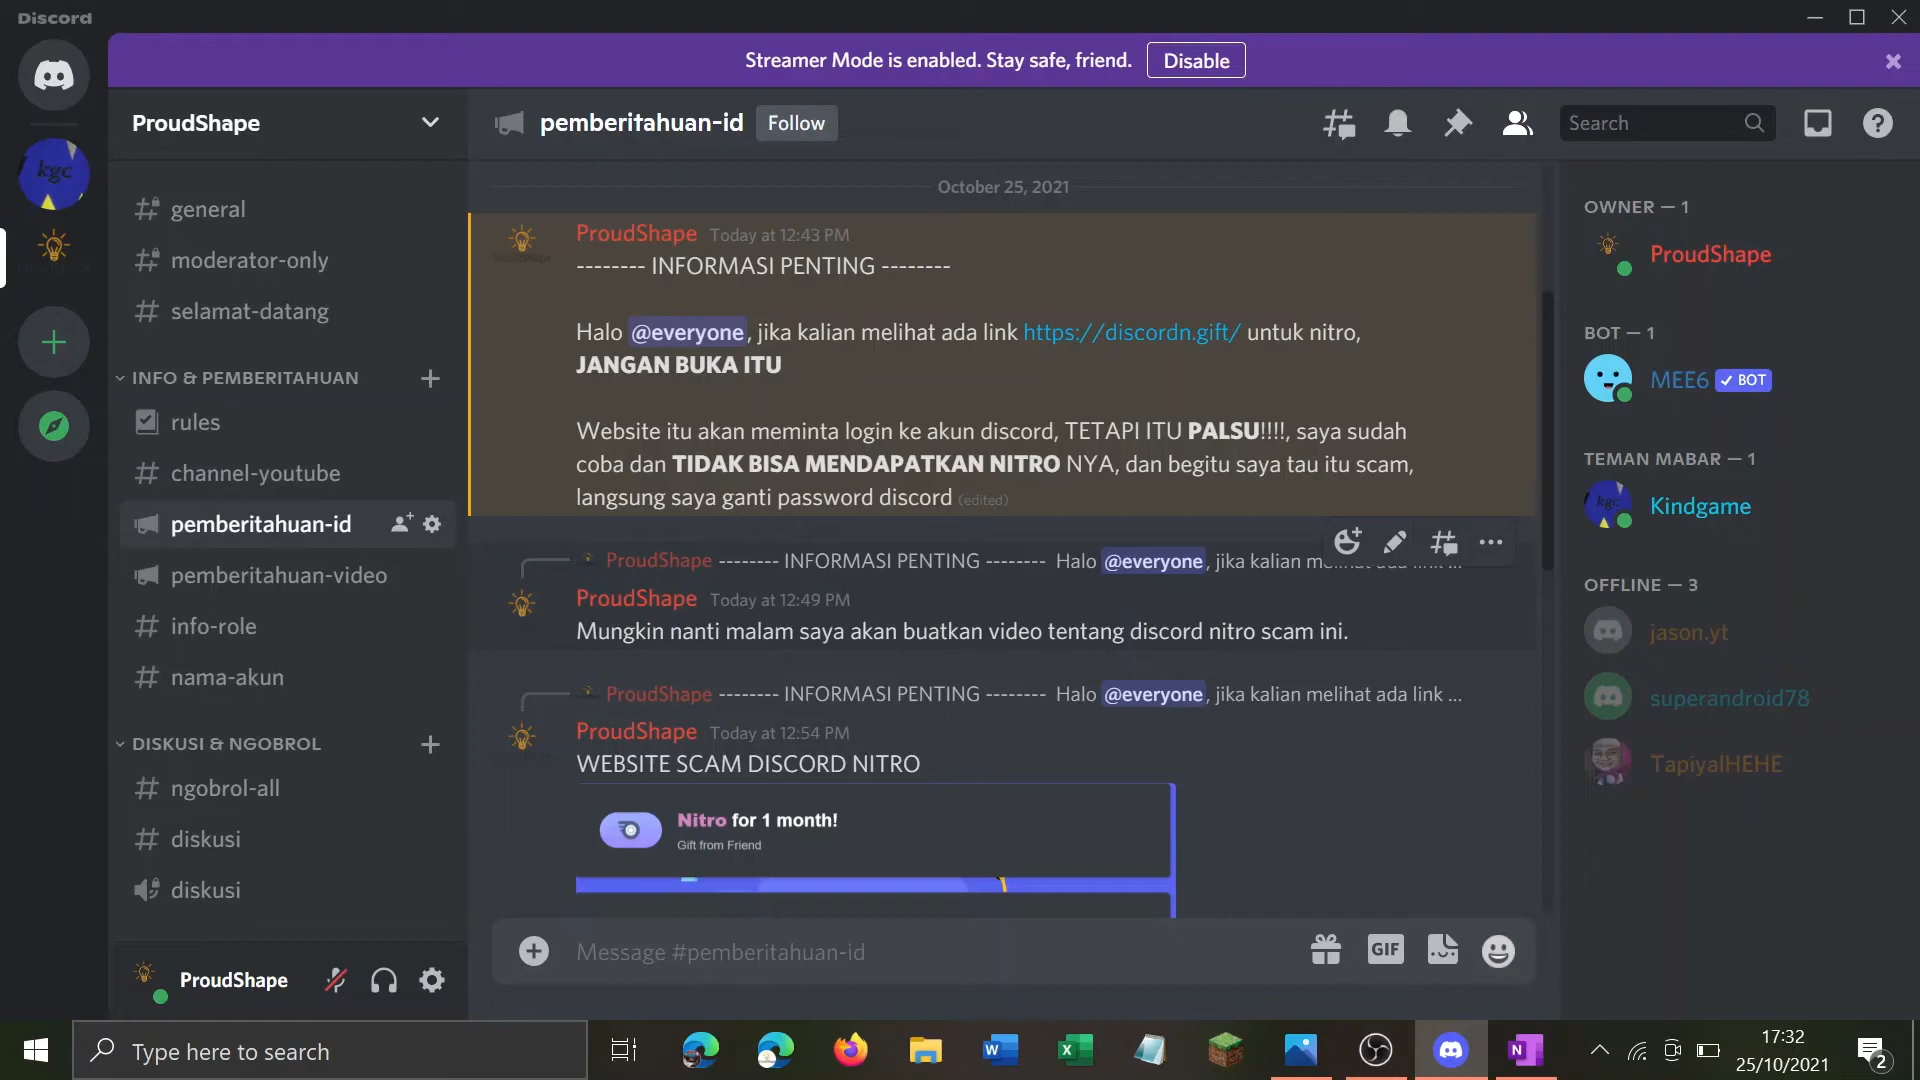 Discord
Streamer Mode is enabled. Stay safe, friend.
Disable
kgc
ProudShape
general
moderator-only
selamat-datang
INFO & PEMBERITAHUAN
rules
channel-youtube
pemberitahuan-id
pemberitahuan-video
info-role
nama-akun
DISKUSI & NGOBROL
ngobrol-all
diskusi
diskusi
ProudShape
pemberitahuan-id
Follow
Search
October 25, 2021
ProudShape Today at 12:43 PM
-------- INFORMASI PENTING --------
Halo @everyone, jika kalian melihat ada link https://discordn.gift/ untuk nitro,
JANGAN BUKA ITU
Website itu akan meminta login ke akun discord, TETAPI ITU PALSU!!!!, saya sudah
coba dan TIDAK BISA MENDAPATKAN NITRO NYA, dan begitu saya tau itu scam,
langsung saya ganti password discord (edited)
ProudShape -------- INFORMASI PENTING -------- Halo @everyone, jika kalian melihat ada link ...
ProudShape Today at 12:49 PM
Mungkin nanti malam saya akan buatkan video tentang discord nitro scam ini.
ProudShape -------- INFORMASI PENTING -------- Halo @everyone, jika kalian melihat ada link ...
ProudShape Today at 12:54 PM
WEBSITE SCAM DISCORD NITRO
Nitro for 1 month!
Gift from Friend
Message #pemberitahuan-id
GIF
OWNER — 1
ProudShape
BOT — 1
MEE6 BOT
TEMAN MABAR — 1
kgc
Kindgame
OFFLINE — 3
jason.yt
superandroid78
TapiyalHEHE
Type here to search
17:32
25/10/2021
2